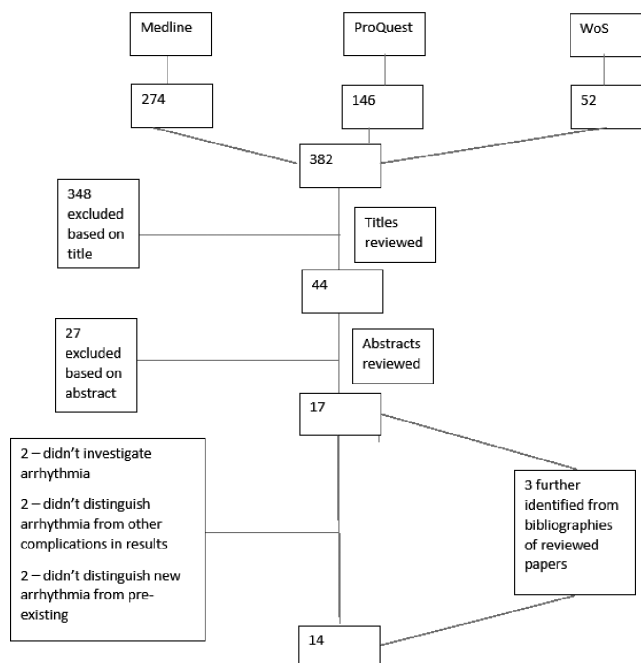 Medline
ProQuest
WoS
274
146
52
382
348
excluded
based on
title
Titles
reviewed
44
27
excluded
based on
abstract
Abstracts
reviewed
17
2 – didn't investigate
arrhythmia
2 – didn't distinguish
arrhythmia from other
complications in results
2 – didn't distinguish new
arrhythmia from pre-
existing
3 further
identified from
bibliographies
of reviewed
papers
14